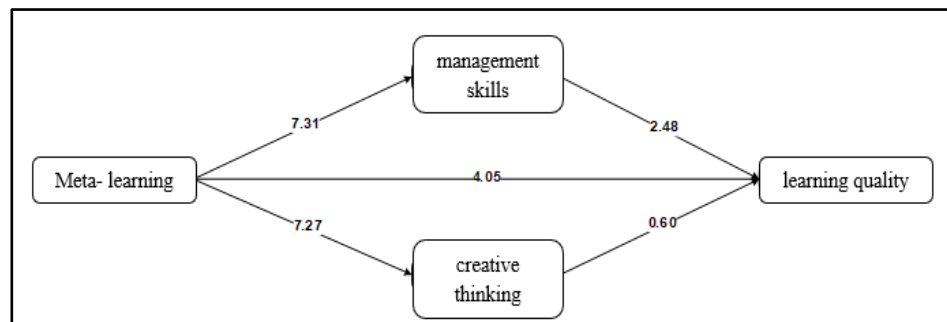 management
skills
7.31
2.48
Meta- learning
4.05
learning quality
7.27
0.60
creative
thinking